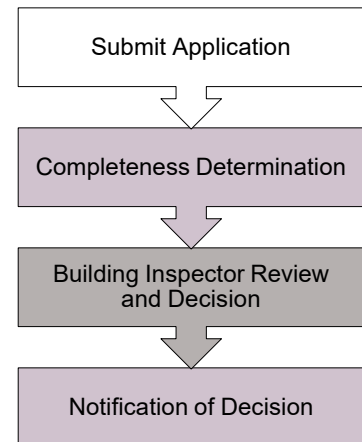 Submit Application
Completeness Determination
Building Inspector Review
and Decision
Notification of Decision